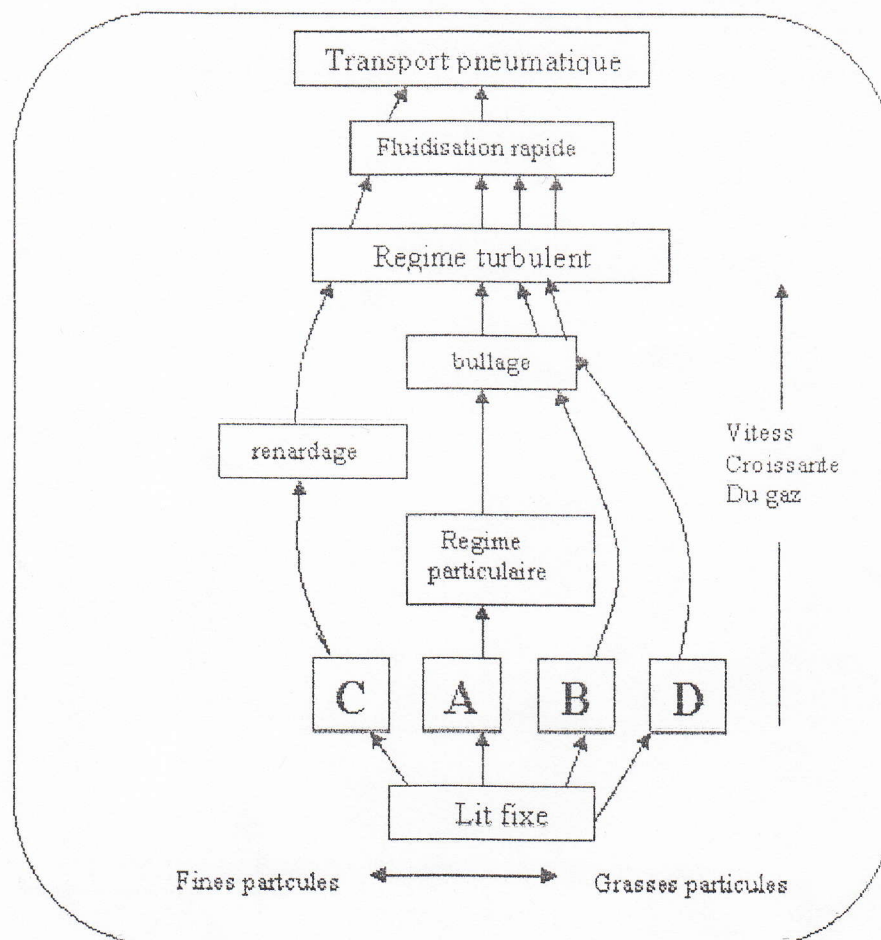 Transport pneumatique
Fluidisation rapide
Regime turbulent
bullage
renardage
Vitess
Croissante
Du gaz
Regime
particulaire
C
A
B
D
Lit fixe
Fines partcules
Grasses particules